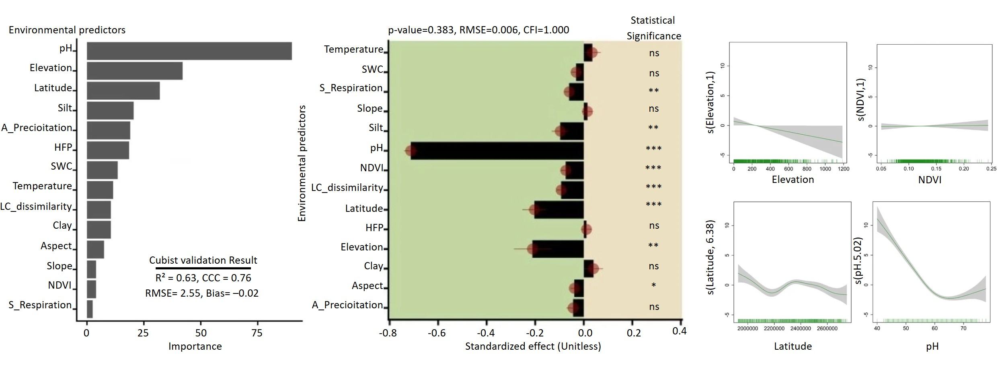 Environmental predictors
pH
Elevation
Latitude
Silt
A_Precioitation
HFP
SWC
Temperature
LC_dissimilarity
Clay
Aspect
Slope
NDVI
S_Respiration
Cubist validation Result
R² = 0.63, CCC = 0.76
RMSE= 2.55, Bias= –0.02
0 25 50 75
Importance
p-value=0.383, RMSE=0.006, CFI=1.000
Statistical
Significance
Environmental predictors
Temperature ns
SWC ns
S_Respiration **
Slope ns
Silt **
pH ***
NDVI ***
LC_dissimilarity ***
Latitude ***
HFP ns
Elevation **
Clay ns
Aspect *
A_Precioitation ns
-0.8 -0.6 -0.4 -0.2 0.0 0.2 0.4
Standardized effect (Unitless)
s(Elevation,1)
10
5
0
-5
0 200 400 600 800 1000 1200
Elevation
s(NDVI,1)
10
5
0
-5
0.05 0.10 0.15 0.20 0.25
NDVI
s(Latitude, 6.38)
10
5
0
-5
2000000 2200000 2400000 2600000
Latitude
s(pH.5.02)
10
5
0
-5
40 50 60 70
pH